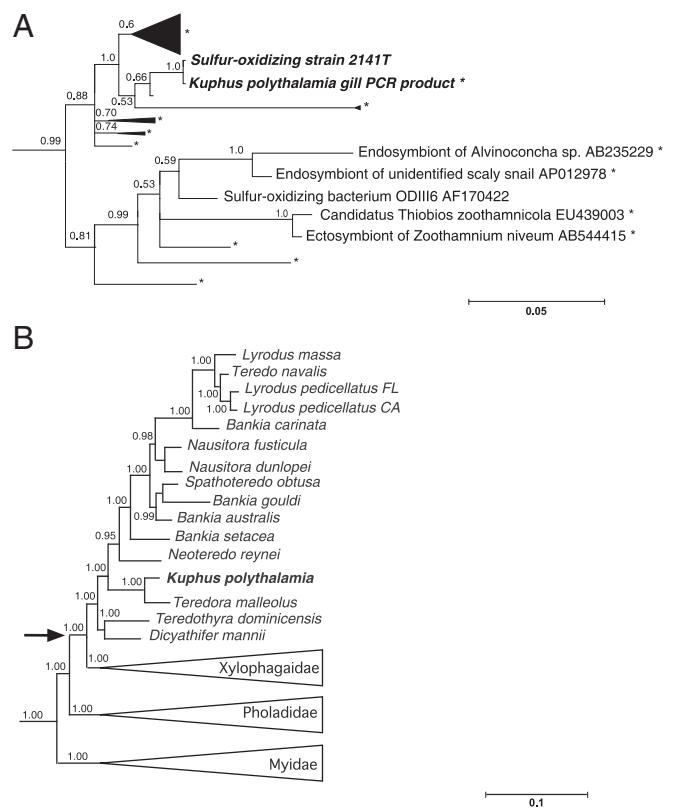 A
0.6
*
1.0
Sulfur-oxidizing strain 2141T
1.0
0.66
Kuphus polythalamia gill PCR product *
0.88
0.53
*
0.70
*
0.74
*
*
0.99
1.0
Endosymbiont of Alvinoconcha sp. AB235229 *
0.59
Endosymbiont of unidentified scaly snail AP012978 *
0.53
Sulfur-oxidizing bacterium ODIII6 AF170422
0.99
1.0
Candidatus Thiobios zoothamnicola EU439003 *
0.81
Ectosymbiont of Zoothamnium niveum AB544415 *
*
*
*
0.05
B
Lyrodus massa
1.00
Teredo navalis
Lyrodus pedicellatus FL
1.00
1.00
Lyrodus pedicellatus CA
1.00
Bankia carinata
0.98
Nausitora fusticula
Nausitora dunlopei
1.00
Spathoteredo obtusa
Bankia gouldi
1.00
0.99
Bankia australis
Bankia setacea
0.95
Neoteredo reynei
1.00
Kuphus polythalamia
1.00
Teredora malleolus
1.00
Teredothyra dominicensis
1.00
Dicyathifer mannii
1.00
1.00
Xylophagaidae
1.00
1.00
Pholadidae
1.00
1.00
Myidae
0.1